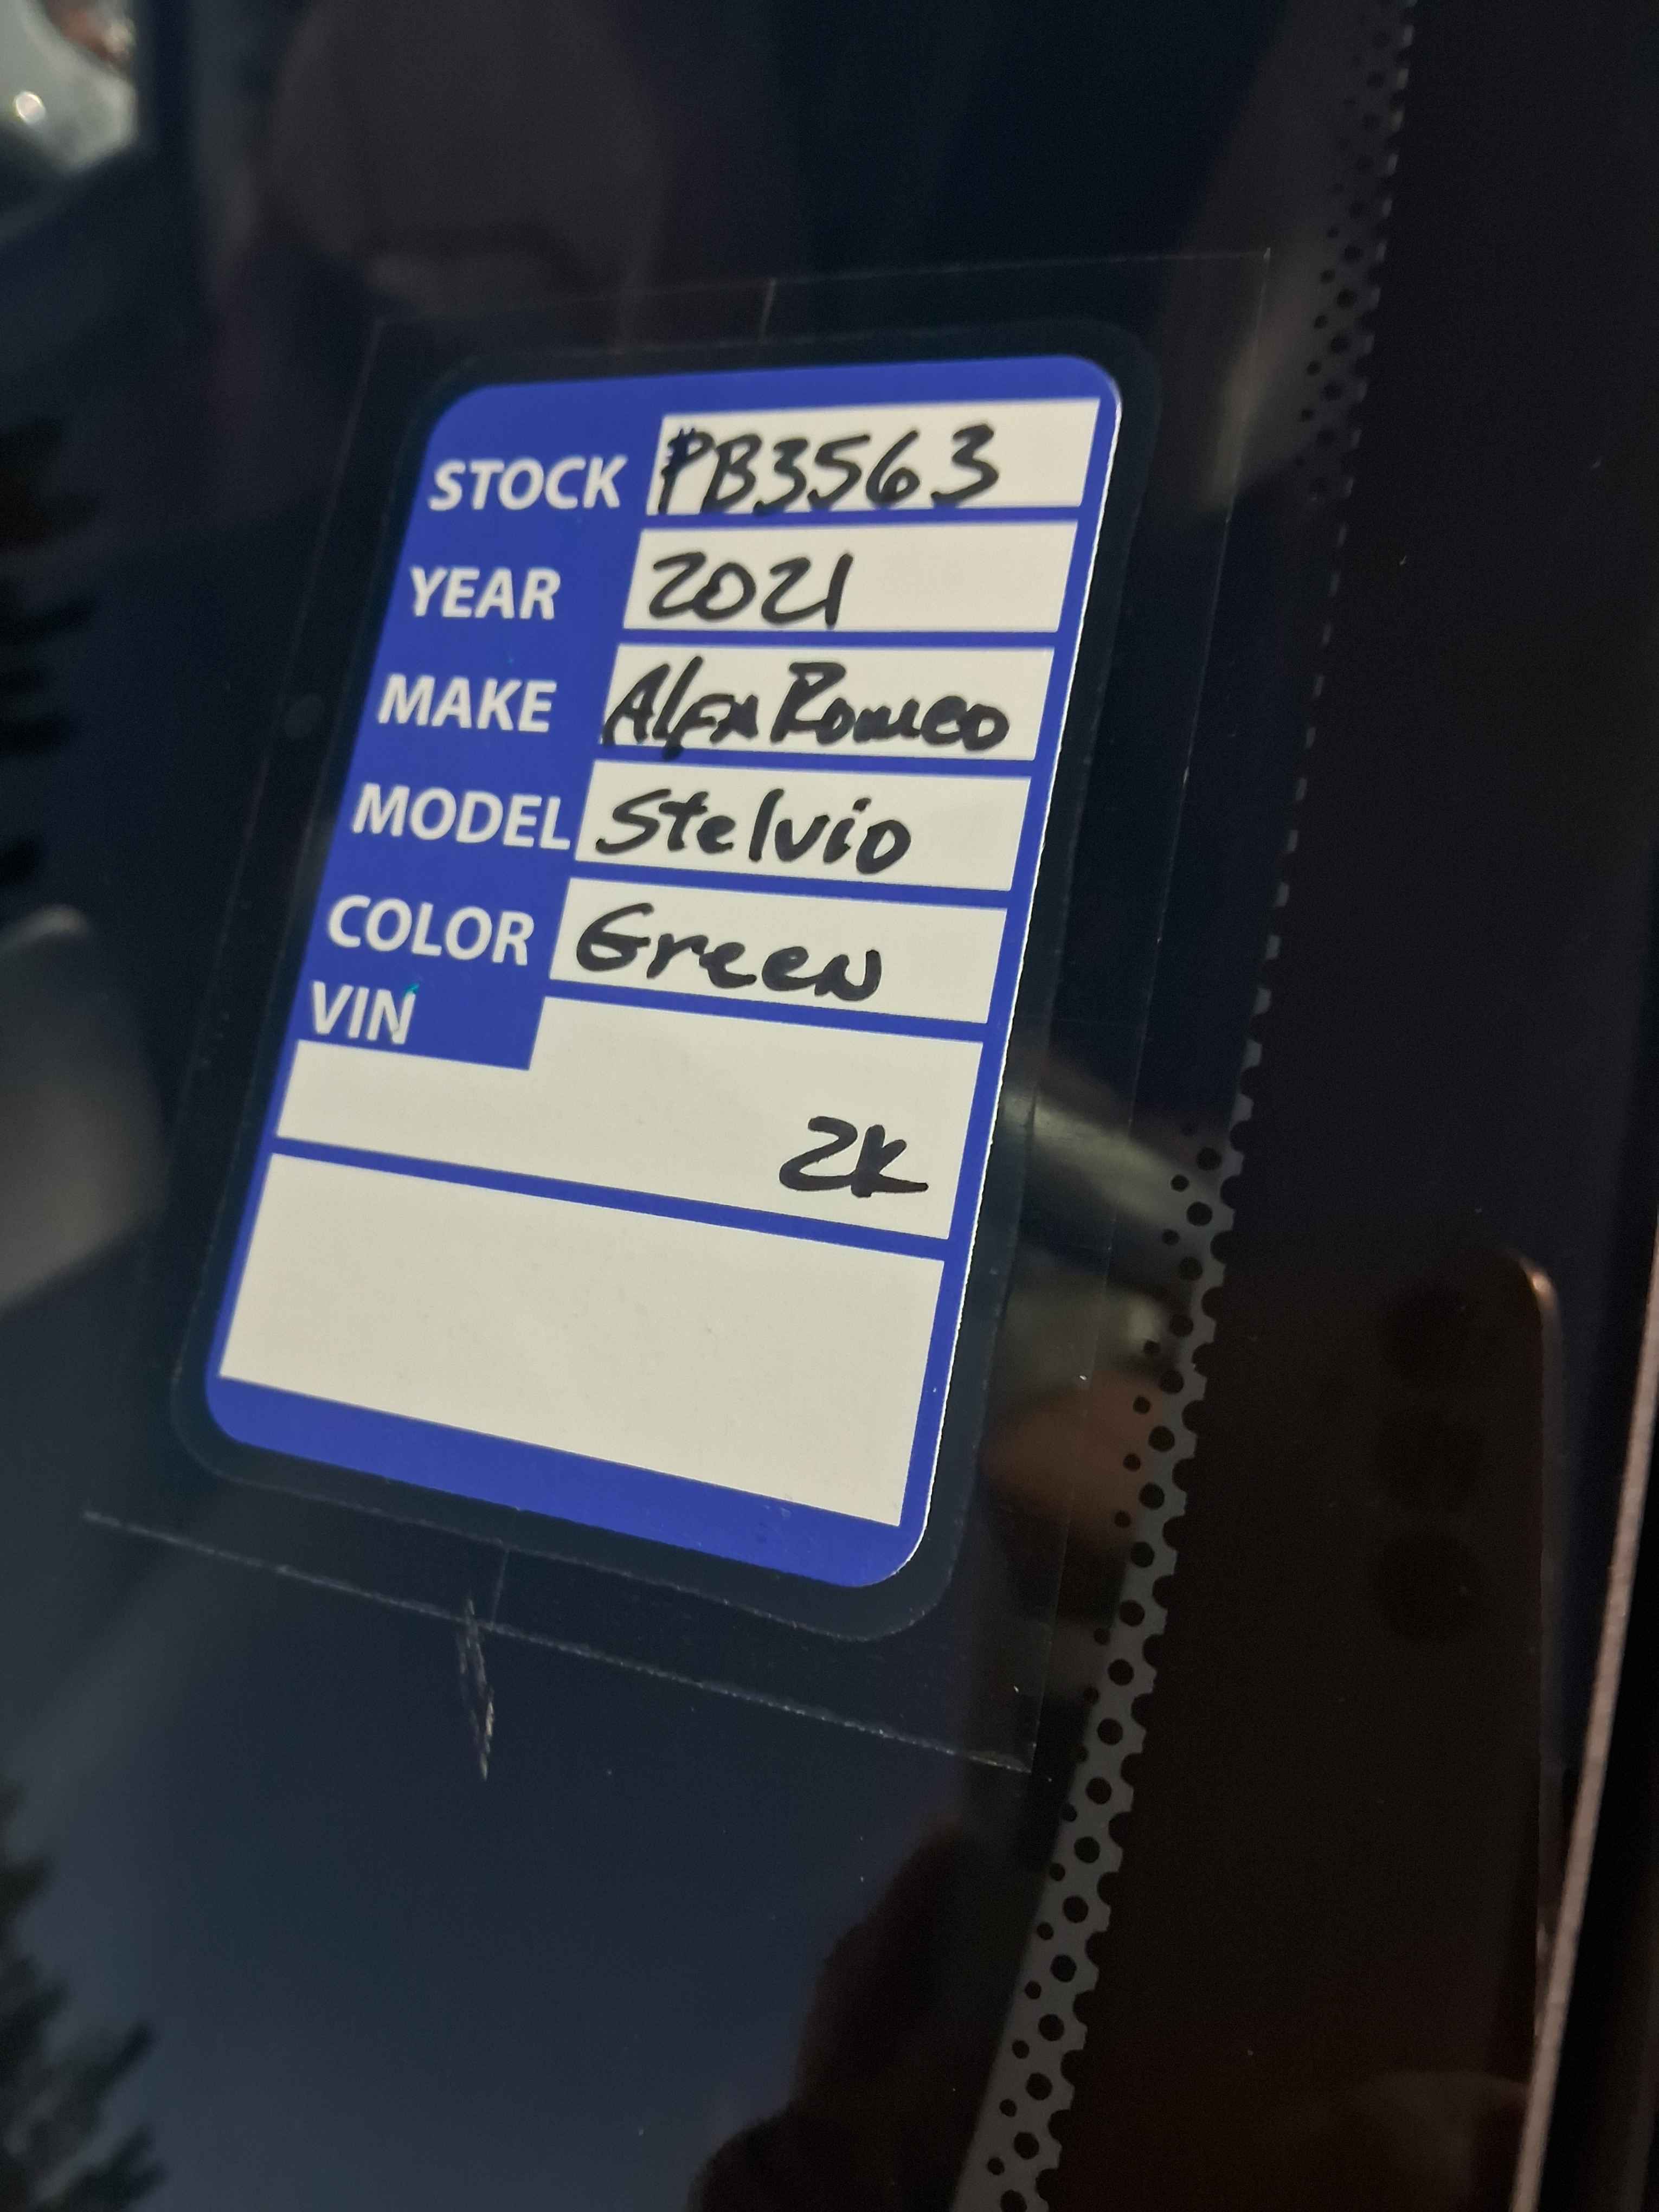 STOCK #PB3563
YEAR 2021
MAKE Alfa Romeo
MODEL Stelvio
COLOR Green
VIN
2K